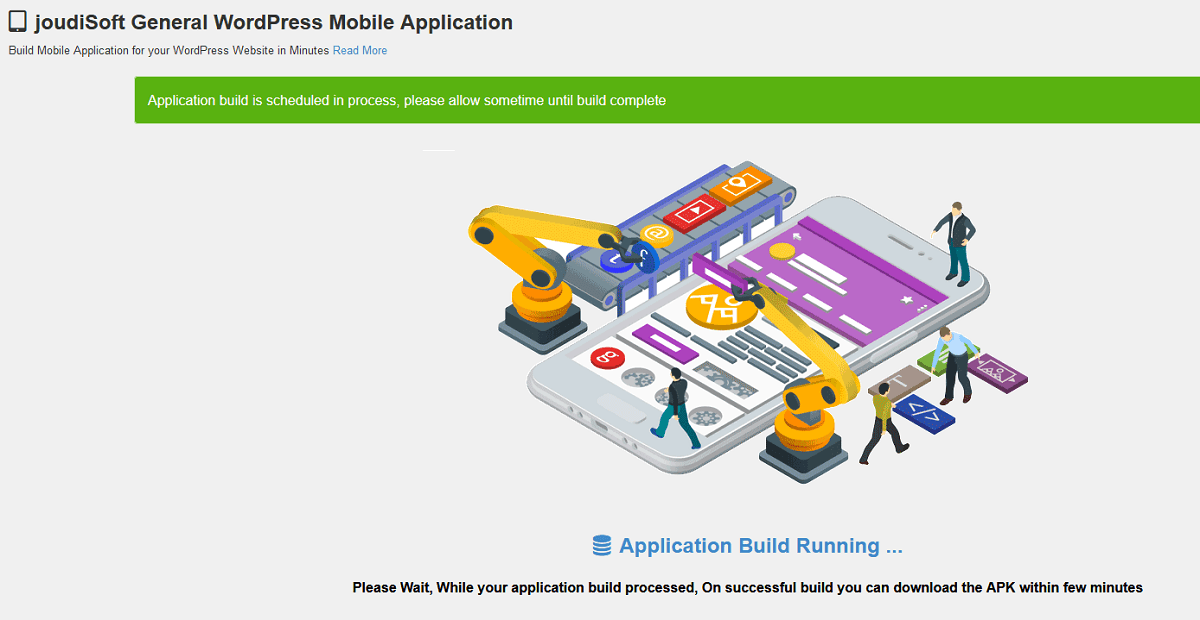 joudiSoft General WordPress Mobile Application
Build Mobile Application for your WordPress Website in Minutes Read More
Application build is scheduled in process, please allow sometime until build complete
@
g+
</>
Application Build Running ...
Please Wait, While your application build processed, On successful build you can download the APK within few minutes